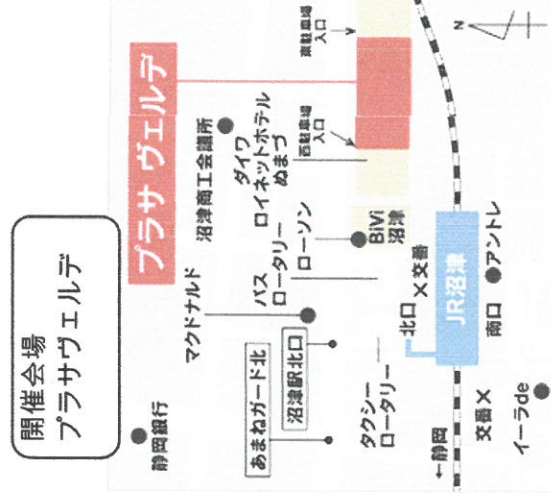 開催会場
プラサヴェルデ
プラサ ヴェルデ
静岡銀行
マクドナルド
沼津商工会議所
ダイワ
ロイネットホテル
ぬまづ
東駐車場
入口
西駐車場
入口
バス
ロータリー
ローソン
あまねガード北
沼津駅北口
BiVi
沼津
タクシー
ロータリー
北口
×交番
JR沼津
←静岡
南口
アントレ
交番×
イーラde
N